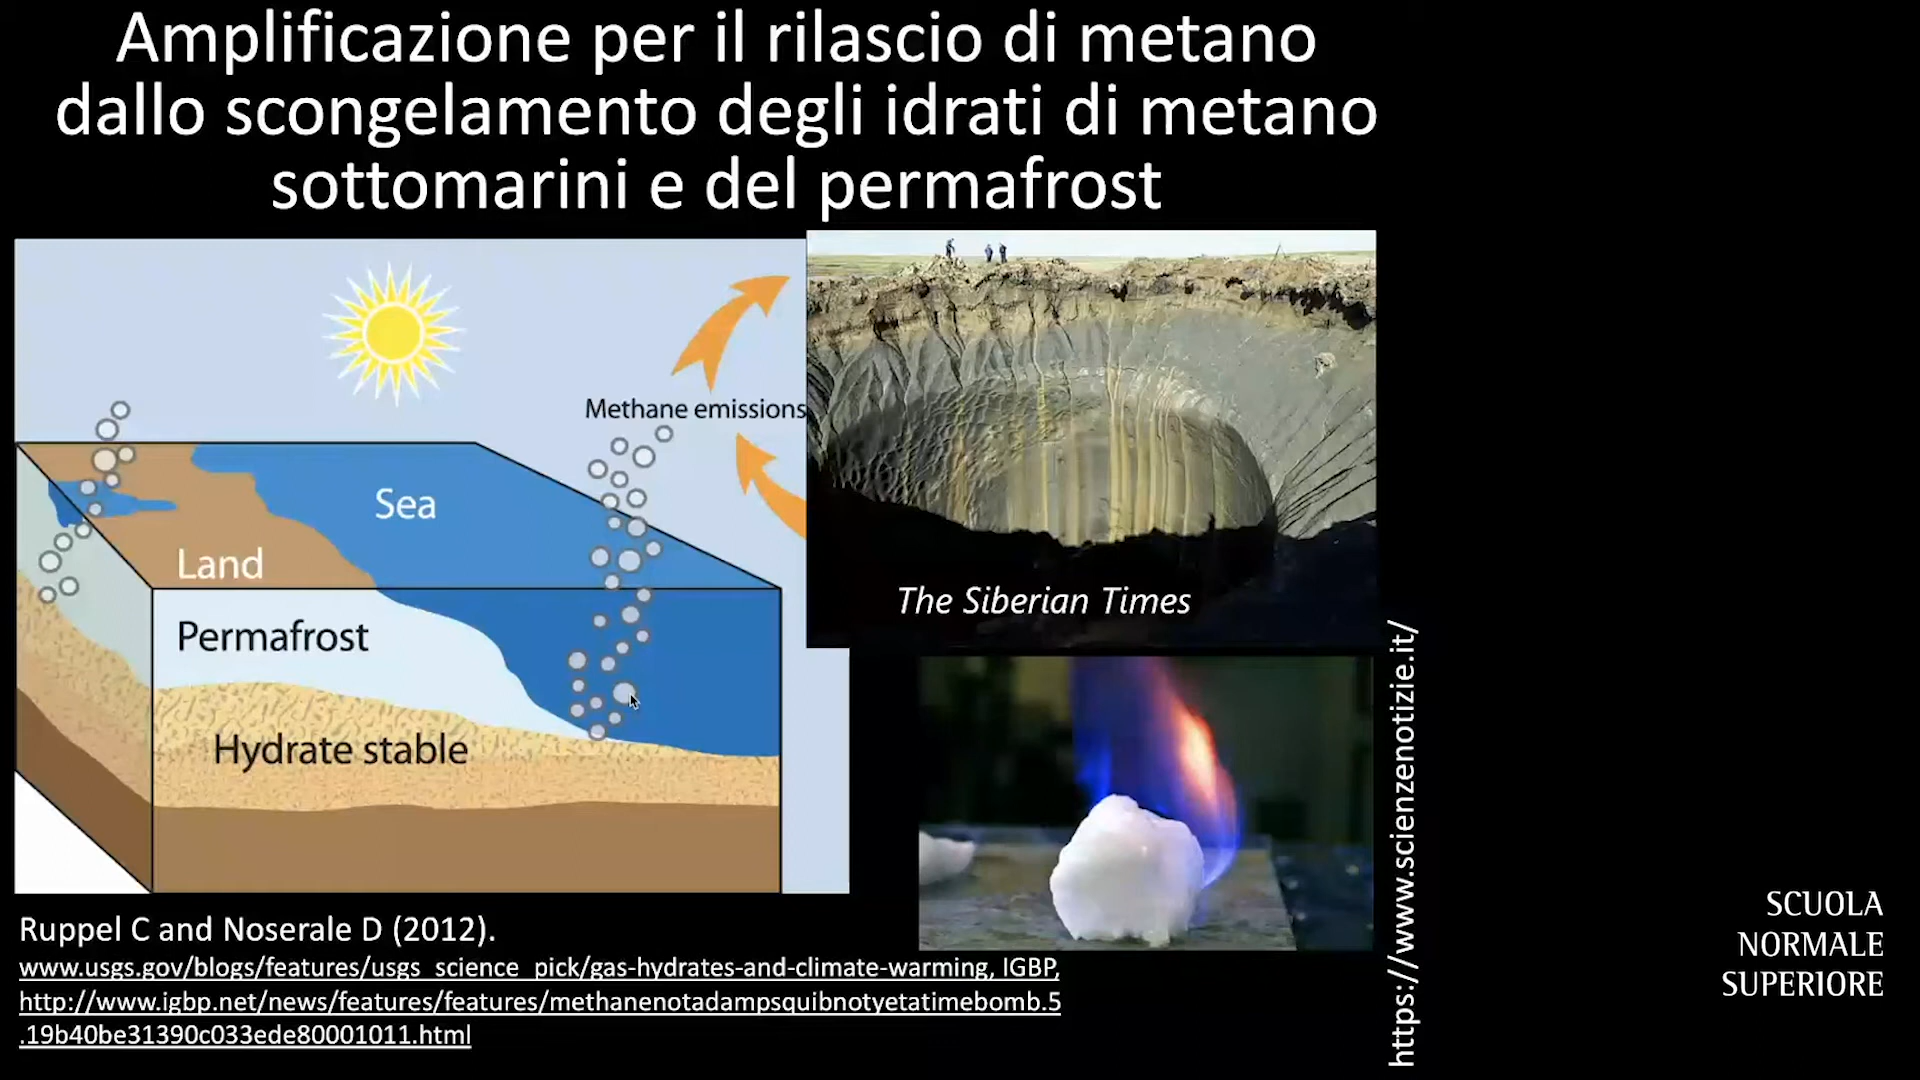 Amplificazione per il rilascio di metano
dallo scongelamento degli idrati di metano
sottomarini e del permafrost
Methane emissions
Sea
Land
Permafrost
Hydrate stable
The Siberian Times
https://www.scienzenotizie.it/
Ruppel C and Noserale D (2012).
www.usgs.gov/blogs/features/usgs_science_pick/gas-hydrates-and-climate-warming, IGBP,
http://www.igbp.net/news/features/features/methanenotadampsquibnotyetatimebomb.5
.19b40be31390c033ede80001011.html
SCUOLA
NORMALE
SUPERIORE